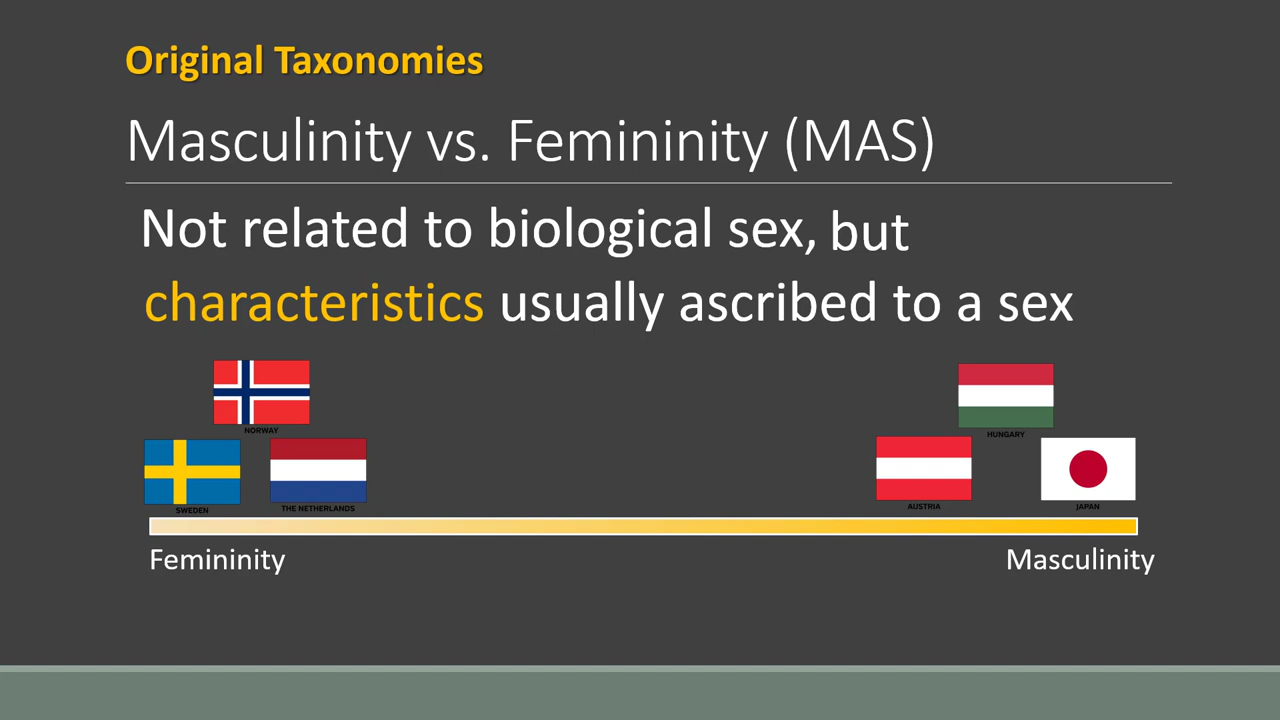 Original Taxonomies
Masculinity vs. Femininity (MAS)
Not related to biological sex, but
characteristics usually ascribed to a sex
NORWAY
HUNGARY
SWEDEN
THE NETHERLANDS
AUSTRIA
JAPAN
Femininity
Masculinity